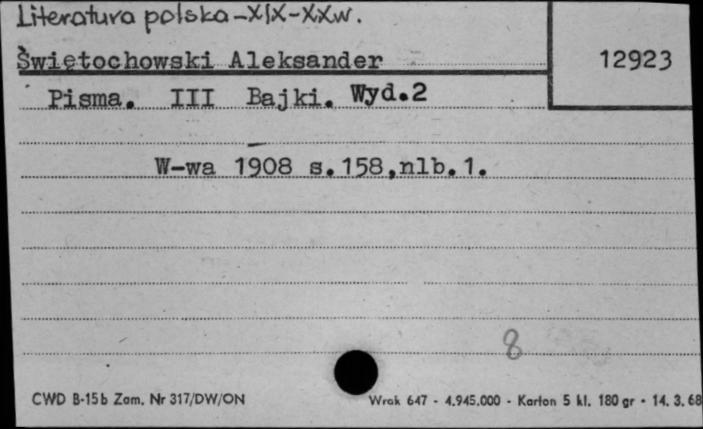 Literatura polska-XIX-XXw.
Świętochowski Aleksander
12923
Pisma. III Bajki. Wyd.2
W-wa 1908 s.158,nlb.1.
8
CWD B-15b Zam. Nr 317/DW/ON
Wrak 647 - 4.945.000 - Karton 5 kl. 180 gr - 14. 3. 68